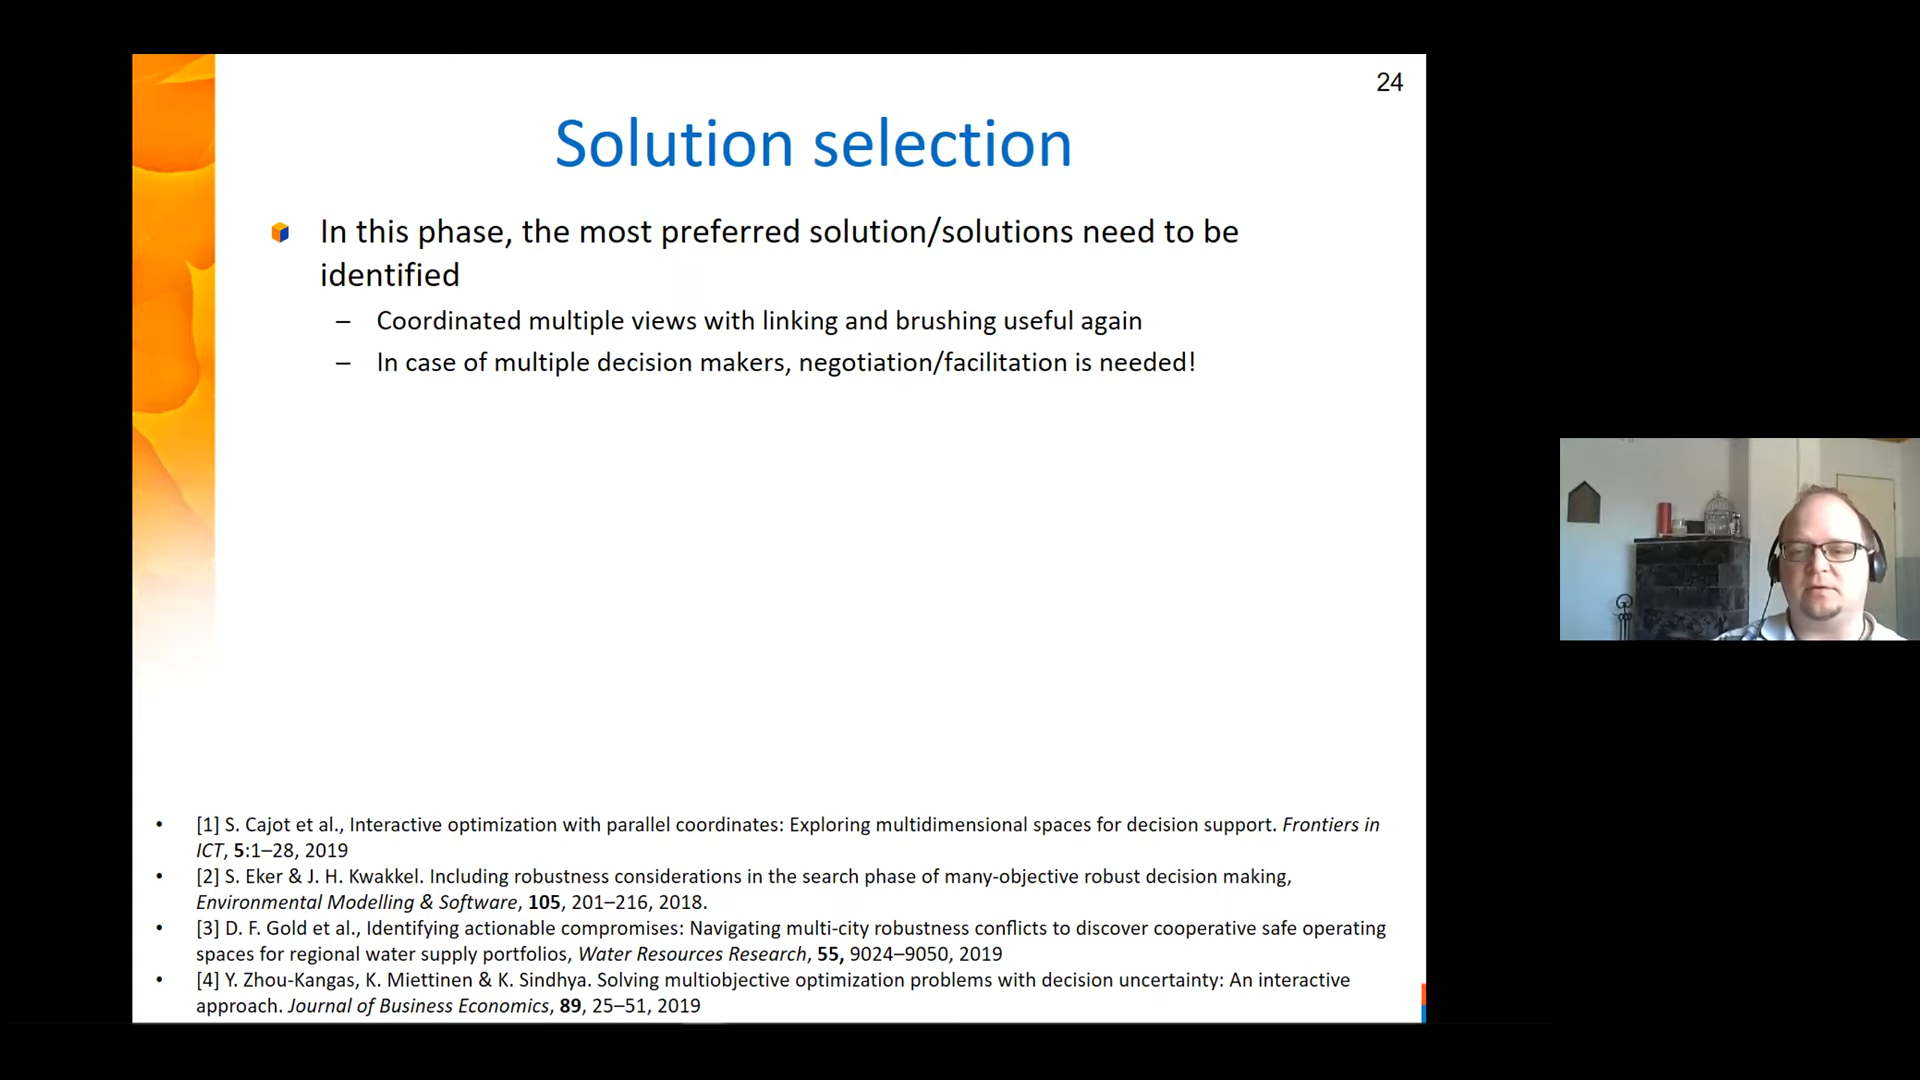 24
Solution selection
In this phase, the most preferred solution/solutions need to be
identified
– Coordinated multiple views with linking and brushing useful again
– In case of multiple decision makers, negotiation/facilitation is needed!
• [1] S. Cajot et al., Interactive optimization with parallel coordinates: Exploring multidimensional spaces for decision support. Frontiers in
ICT, 5:1–28, 2019
• [2] S. Eker & J. H. Kwakkel. Including robustness considerations in the search phase of many-objective robust decision making,
Environmental Modelling & Software, 105, 201–216, 2018.
• [3] D. F. Gold et al., Identifying actionable compromises: Navigating multi-city robustness conflicts to discover cooperative safe operating
spaces for regional water supply portfolios, Water Resources Research, 55, 9024–9050, 2019
• [4] Y. Zhou-Kangas, K. Miettinen & K. Sindhya. Solving multiobjective optimization problems with decision uncertainty: An interactive
approach. Journal of Business Economics, 89, 25–51, 2019